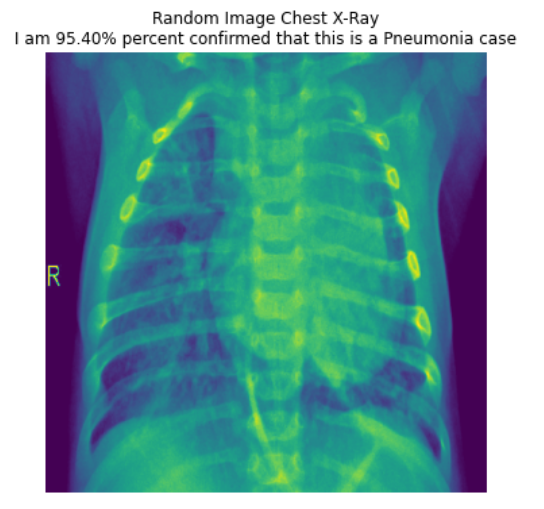 Random Image Chest X-Ray
I am 95.40% percent confirmed that this is a Pneumonia case
R